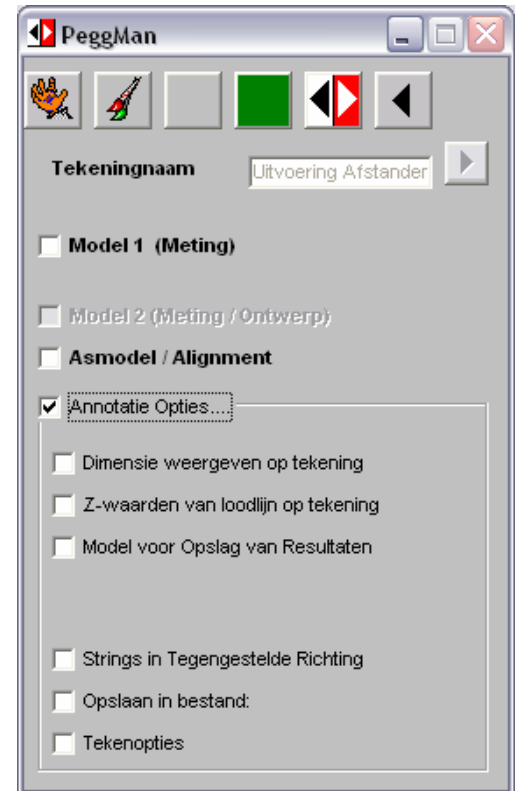 PeggMan
Tekeningnaam Uitvoering Afstander
Model 1 (Meting)
Model 2 (Meting / Ontwerp)
Asmodel / Alignment
Annotatie Opties....
Dimensie weergeven op tekening
Z-waarden van loodlijn op tekening
Model voor Opslag van Resultaten
Strings in Tegengestelde Richting
Opslaan in bestand:
Tekenopties